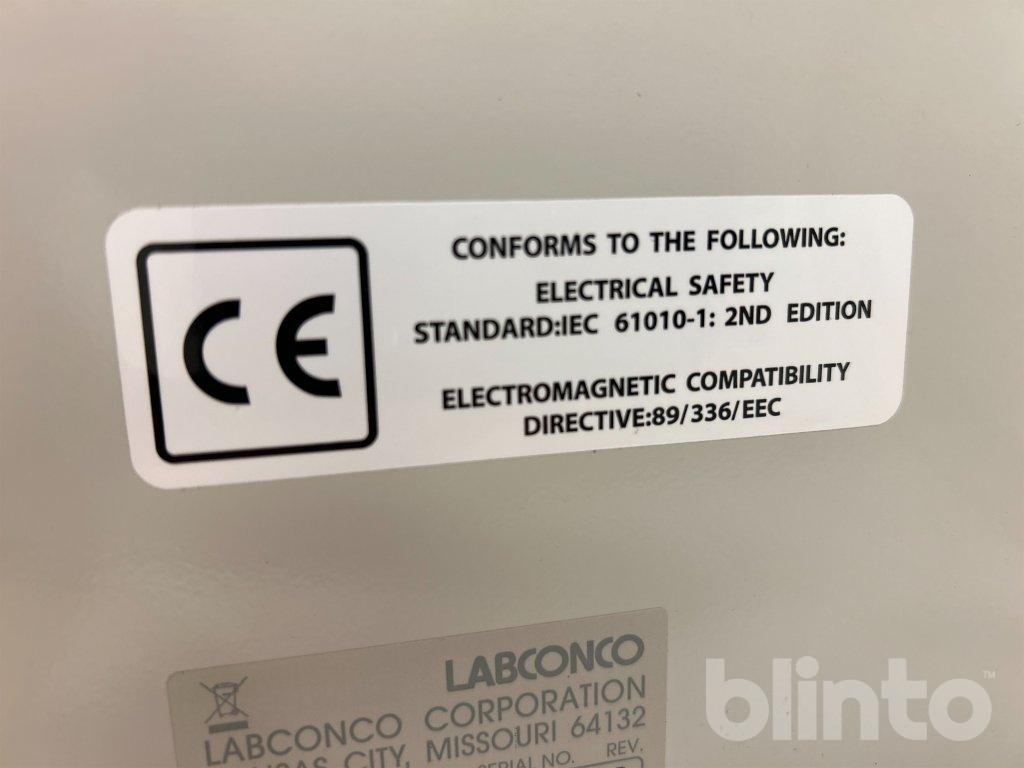 CE
CONFORMS TO THE FOLLOWING:
ELECTRICAL SAFETY
STANDARD:IEC 61010-1: 2ND EDITION
ELECTROMAGNETIC COMPATIBILITY
DIRECTIVE:89/336/EEC
LABCONCO
LABCONCO CORPORATION
CITY, MISSOURI 64132
SERIAL NO. REV.
blinto™